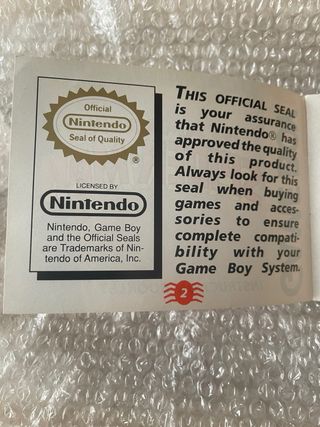 Official
Nintendo
Seal of Quality
®
LICENSED BY
Nintendo
Nintendo, Game Boy
and the Official Seals
are Trademarks of Nin-
tendo of America, Inc.
THIS OFFICIAL SEAL
is your assurance
that Nintendo® has
approved the quality
of this product.
Always look for this
seal when buying
games and acces-
sories to ensure
complete compati-
bility with your
Game Boy System.
2